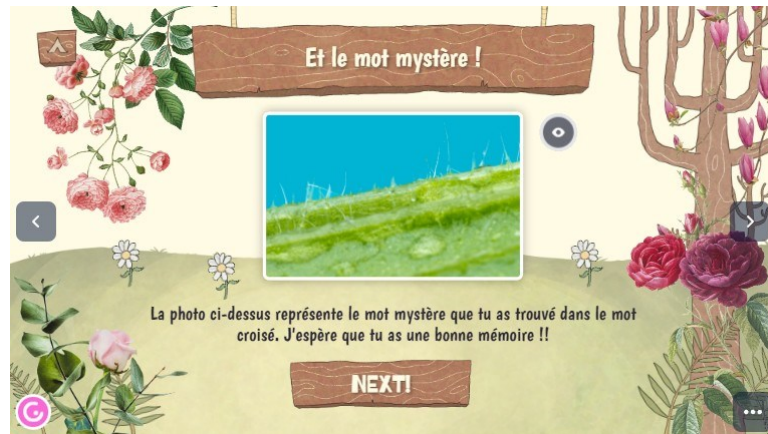 Et le mot mystère !
La photo ci-dessus représente le mot mystère que tu as trouvé dans le mot
croisé. J'espère que tu as une bonne mémoire !!
NEXT!